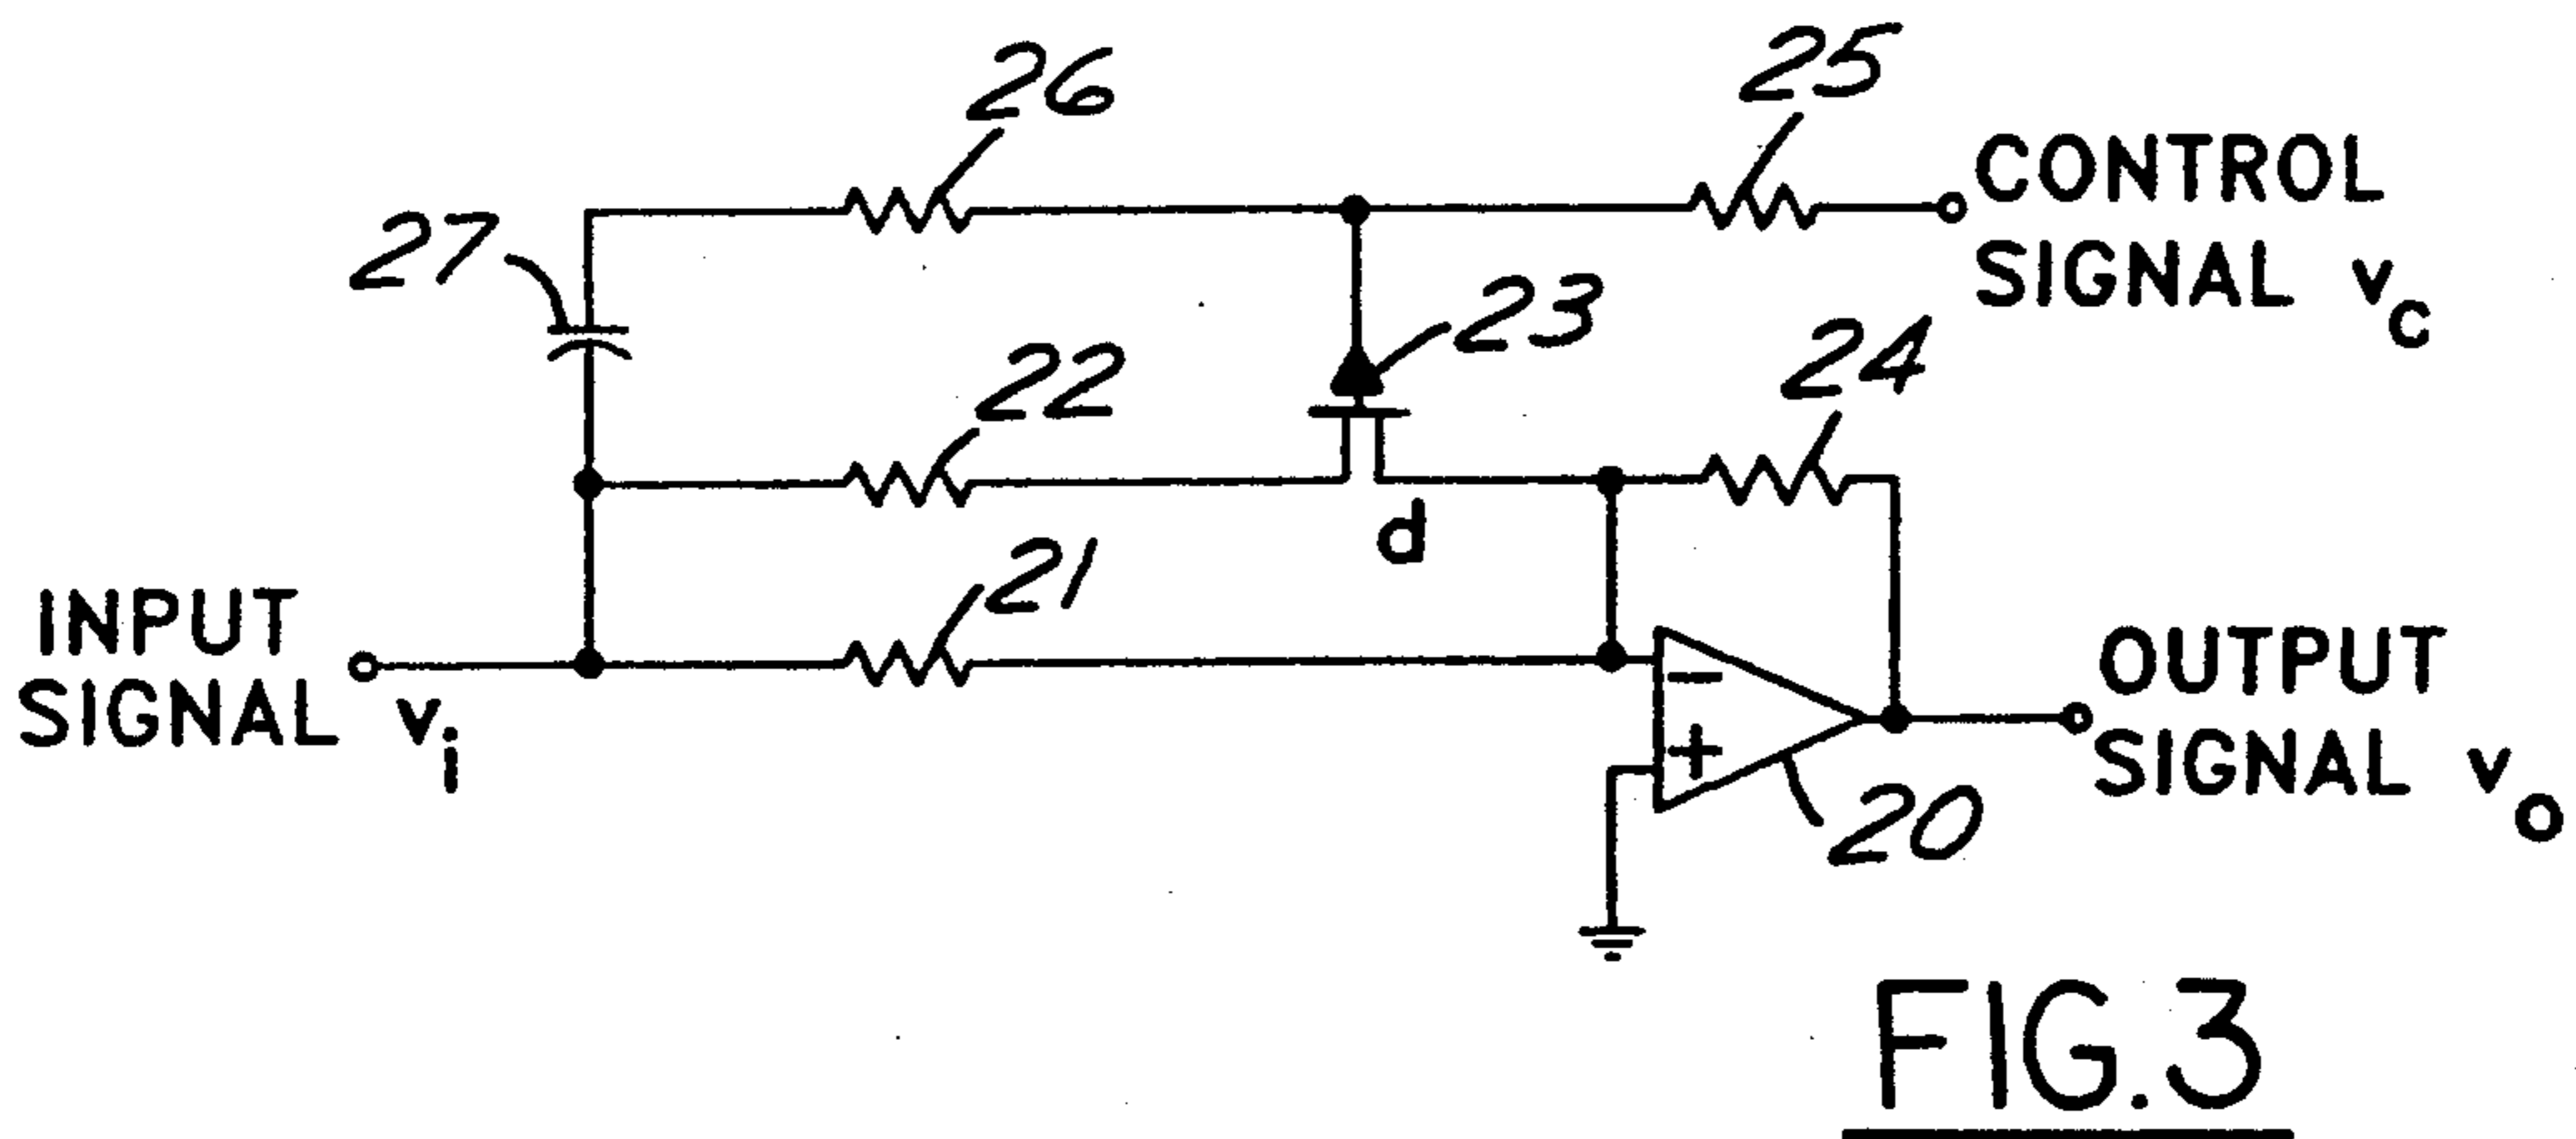 26
25
CONTROL
SIGNAL vc
27
23
22
24
d
21
INPUT
SIGNAL vi
−
+
OUTPUT
SIGNAL vo
20
FIG.3